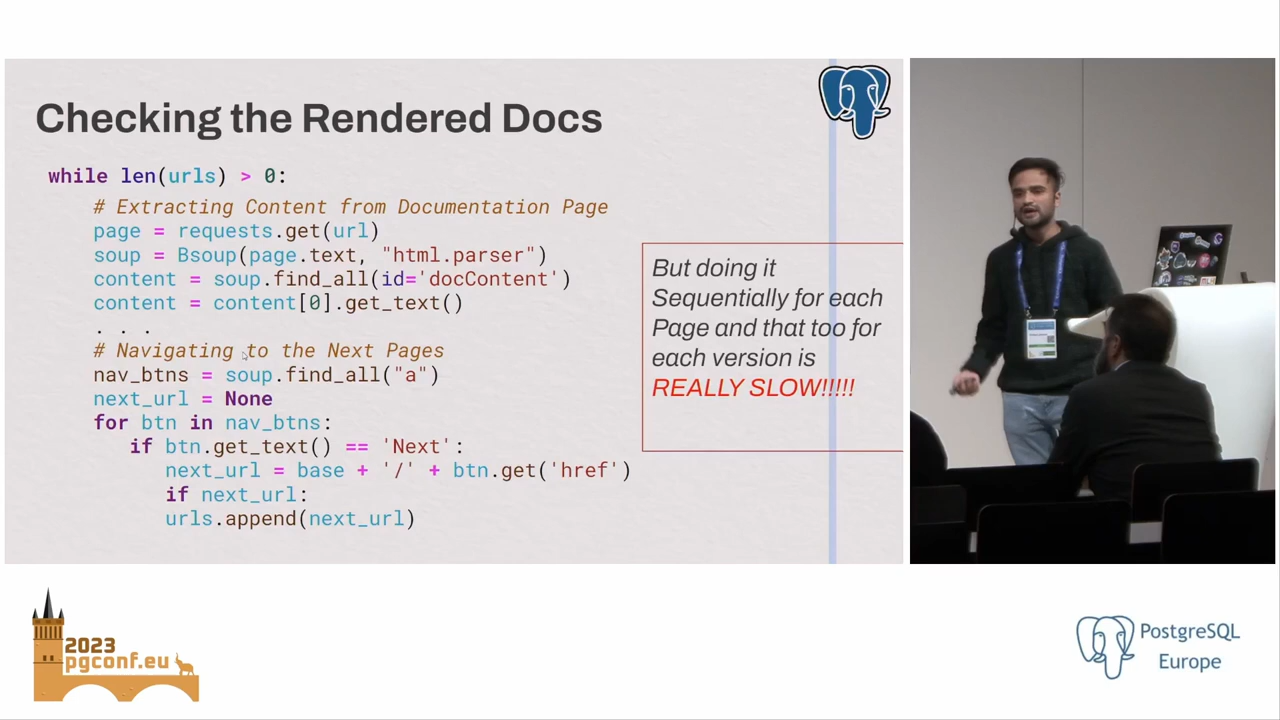 Checking the Rendered Docs
while len(urls) > 0:
# Extracting Content from Documentation Page
page = requests.get(url)
soup = Bsoup(page.text, "html.parser")
content = soup.find_all(id='docContent')
content = content[0].get_text()
. . .
# Navigating to the Next Pages
nav_btns = soup.find_all("a")
next_url = None
for btn in nav_btns:
if btn.get_text() == 'Next':
next_url = base + '/' + btn.get('href')
if next_url:
urls.append(next_url)
But doing it
Sequentially for each
Page and that too for
each version is
REALLY SLOW!!!!!
2023
pgconf.eu
PostgreSQL
Europe